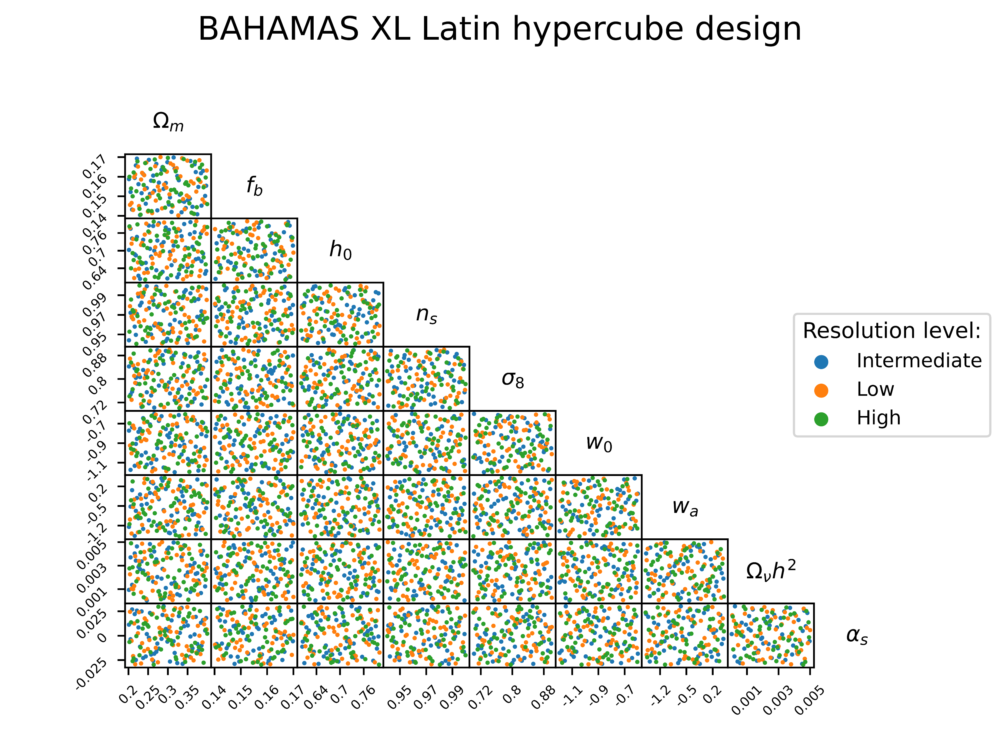 BAHAMAS XL Latin hypercube design
Ωₘ
0.17
0.16
0.15
0.14
f_b
0.76
0.7
0.64
h₀
0.99
0.97
0.95
nₛ
0.88
0.8
0.72
σ₈
-0.7
-0.9
-1.1
w₀
0.2
-0.5
-1.2
wₐ
0.005
0.003
0.001
Ω_νh²
0.025
0
-0.025
αₛ
0.2 0.25 0.3 0.35 0.14 0.15 0.16 0.17 0.64 0.7 0.76 0.95 0.97 0.99 0.72 0.8 0.88 -1.1 -0.9 -0.7 -1.2 -0.5 0.2 0.001 0.003 0.005
Resolution level:
Intermediate
Low
High